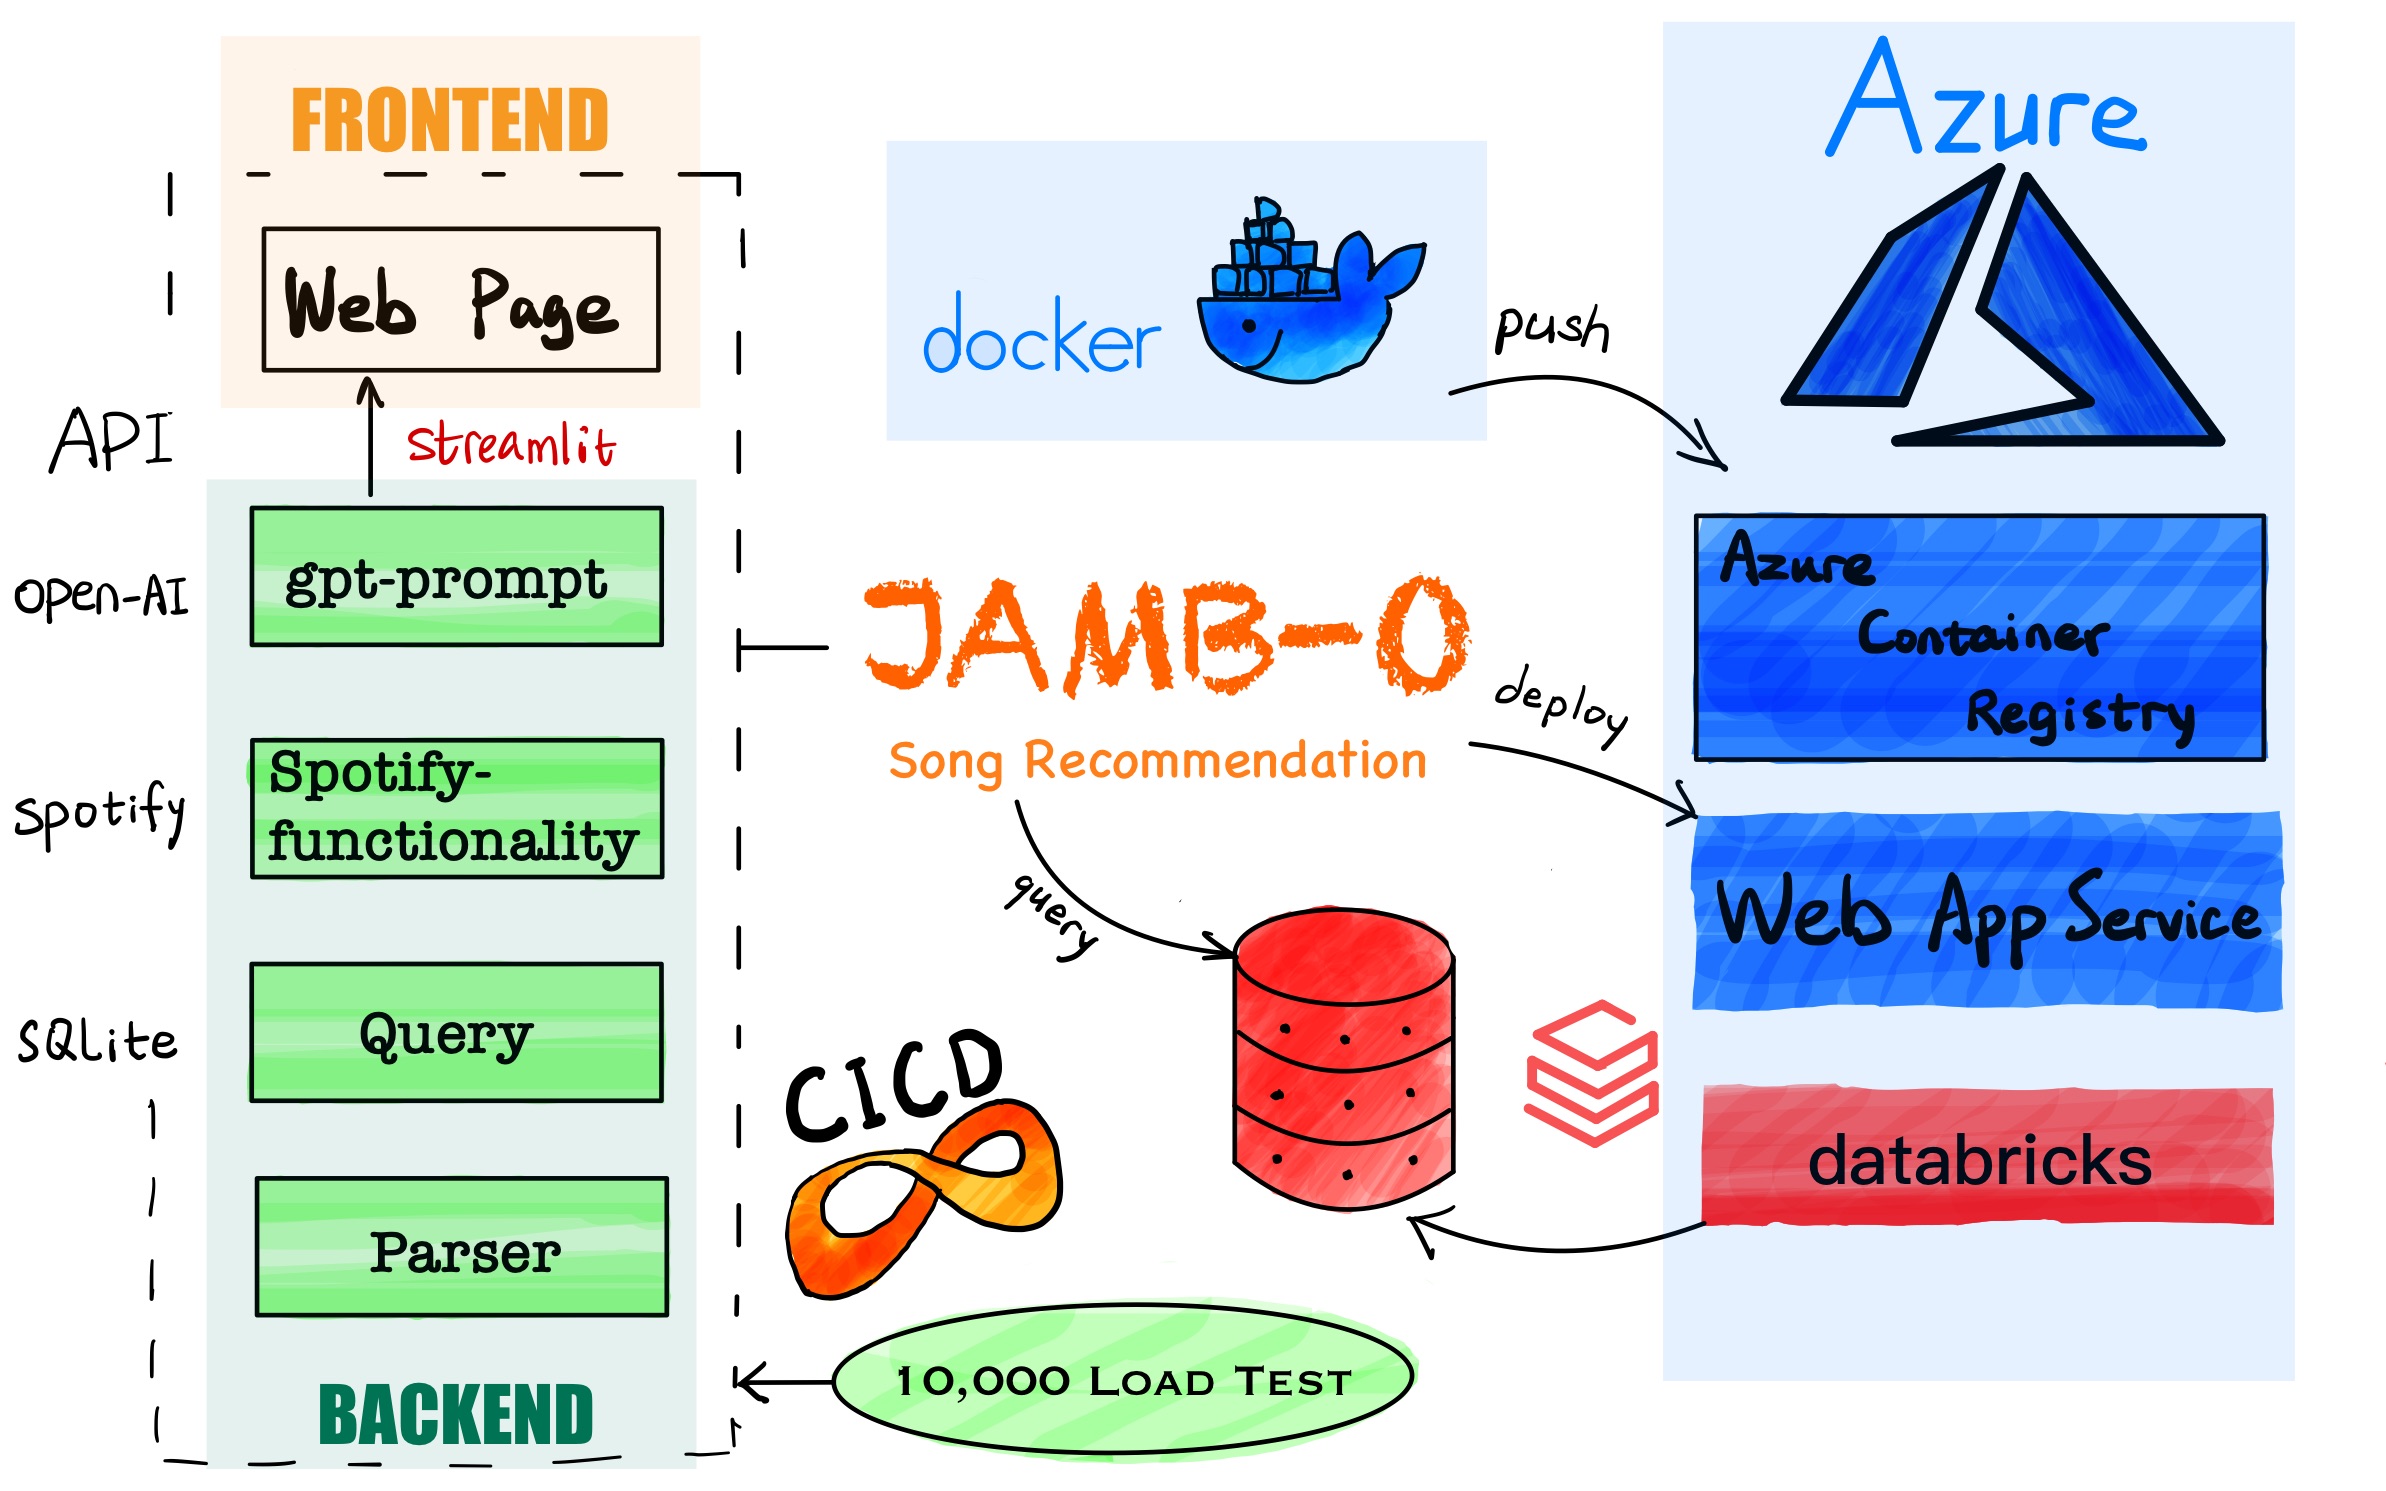 FRONTEND
Web Page
API
Streamlit
Open-AI
gpt-prompt
Spotify
Spotify-
functionality
SQlite
Query
Parser
BACKEND
docker
push
JAMB-O
Song Recommendation
deploy
query
CICD
10,000 LOAD TEST
Azure
Azure
Container
Registry
Web App Service
databricks